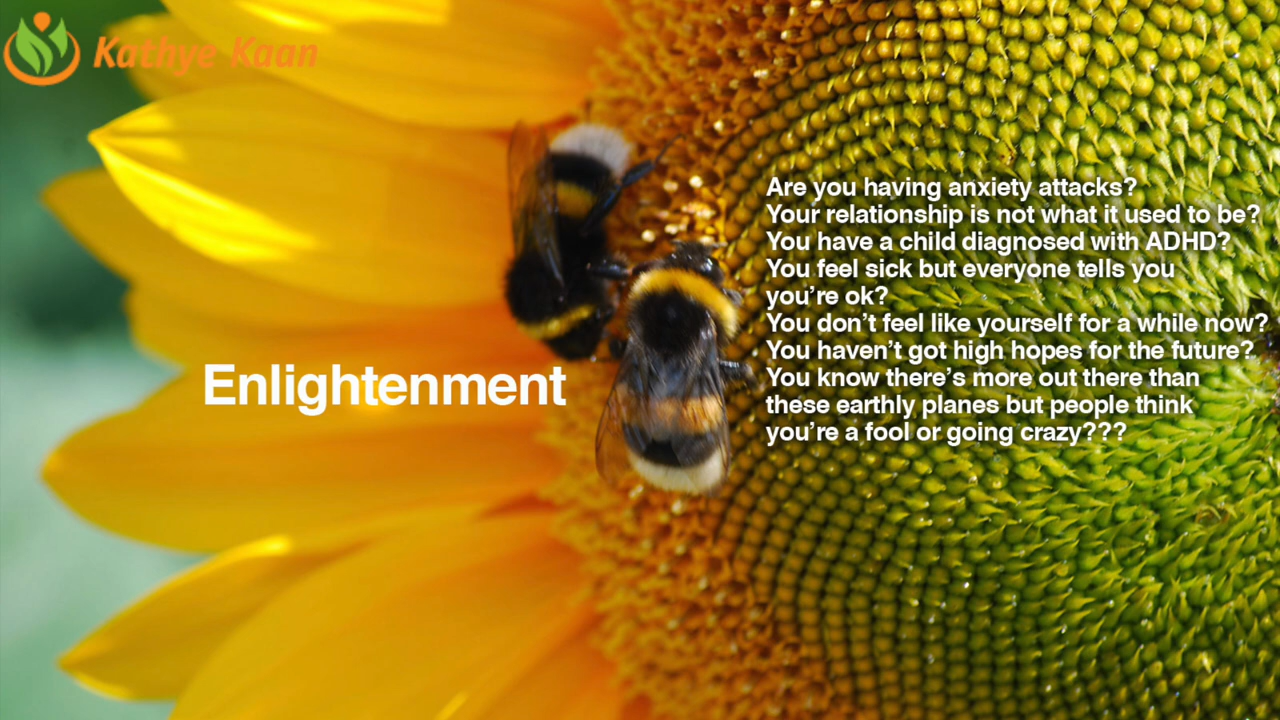 Kathye Kaan
Are you having anxiety attacks?
Your relationship is not what it used to be?
You have a child diagnosed with ADHD?
You feel sick but everyone tells you
you're ok?
You don't feel like yourself for a while now?
You haven't got high hopes for the future?
You know there's more out there than
these earthly planes but people think
you're a fool or going crazy???
Enlightenment